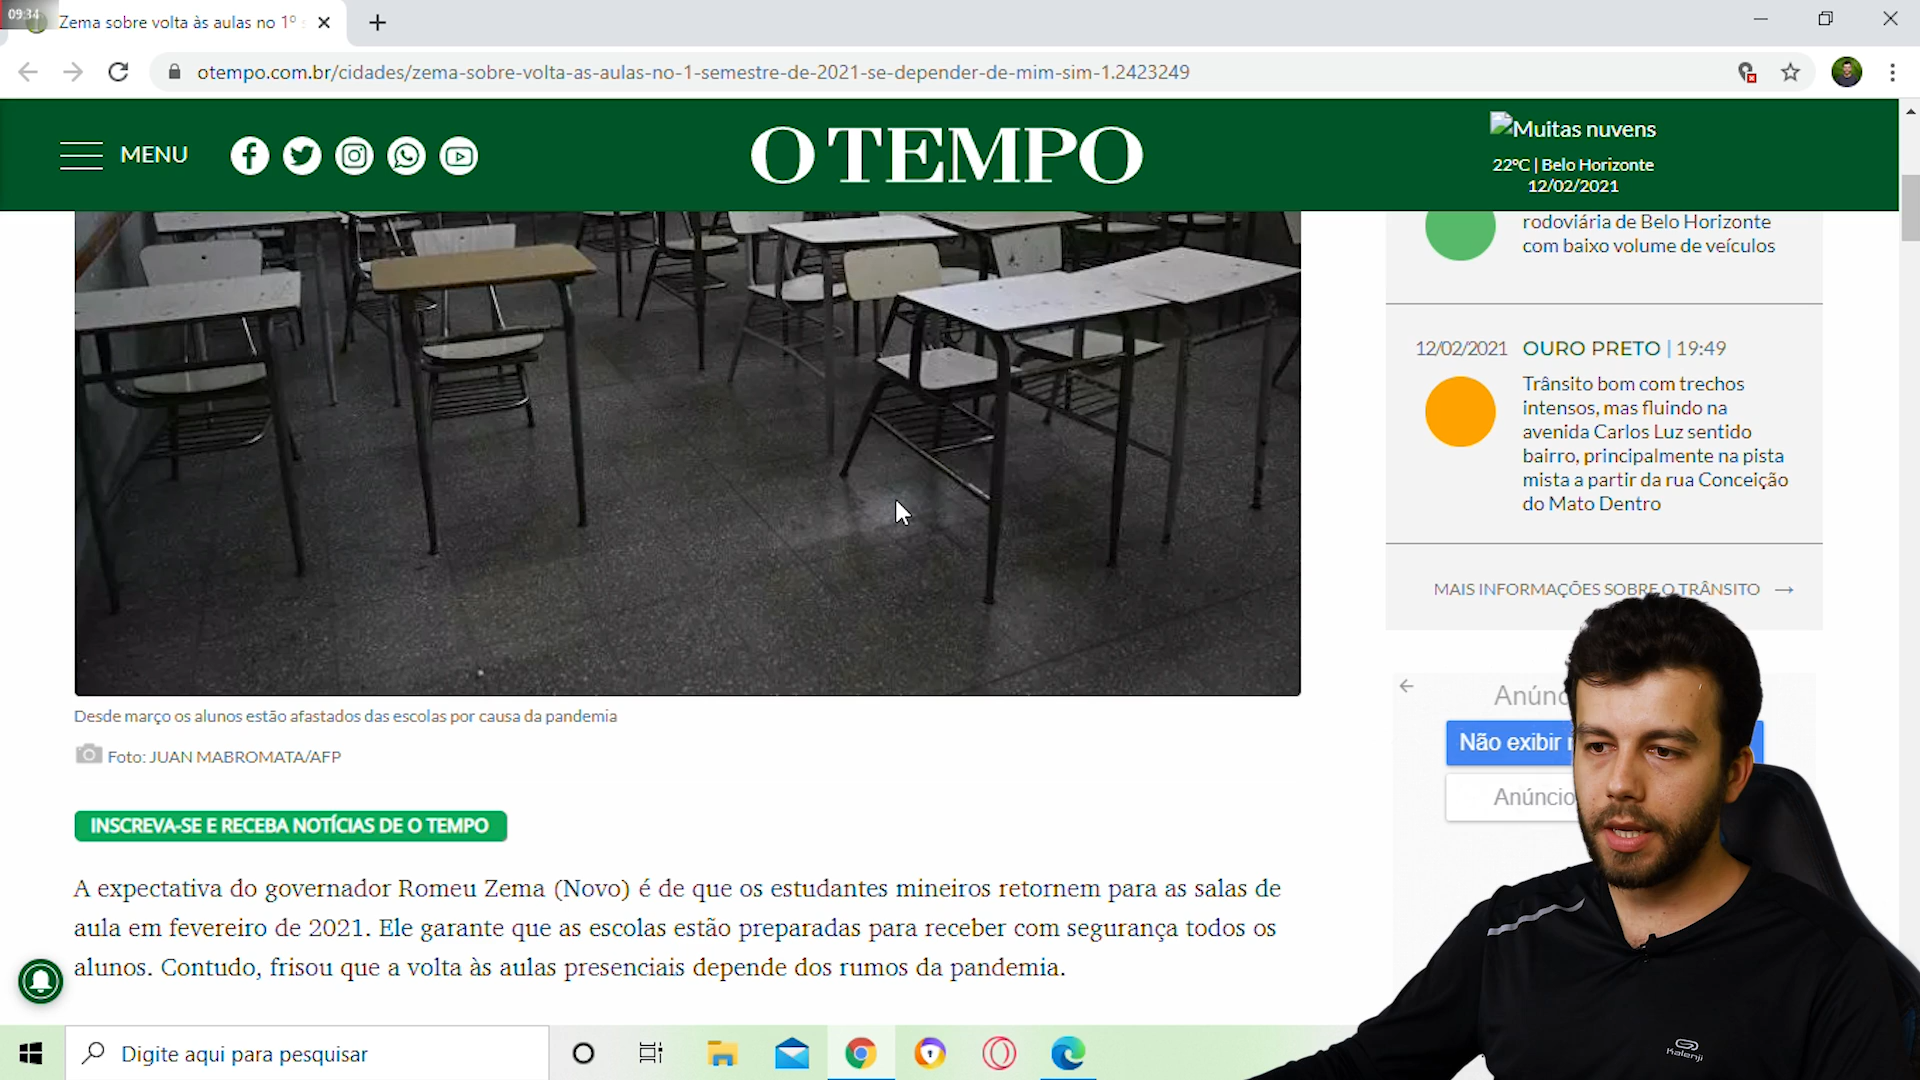 09:34
Zema sobre volta às aulas no 1º
otempo.com.br/cidades/zema-sobre-volta-as-aulas-no-1-semestre-de-2021-se-depender-de-mim-sim-1.2423249
MENU
O TEMPO
Muitas nuvens
22ºC | Belo Horizonte
12/02/2021
rodoviária de Belo Horizonte
com baixo volume de veículos
12/02/2021 OURO PRETO | 19:49
Trânsito bom com trechos
intensos, mas fluindo na
avenida Carlos Luz sentido
bairro, principalmente na pista
mista a partir da rua Conceição
do Mato Dentro
MAIS INFORMAÇÕES SOBRE O TRÂNSITO →
Não exibir
Anúncio
Desde março os alunos estão afastados das escolas por causa da pandemia
Foto: JUAN MABROMATA/AFP
INSCREVA-SE E RECEBA NOTÍCIAS DE O TEMPO
A expectativa do governador Romeu Zema (Novo) é de que os estudantes mineiros retornem para as salas de
aula em fevereiro de 2021. Ele garante que as escolas estão preparadas para receber com segurança todos os
alunos. Contudo, frisou que a volta às aulas presenciais depende dos rumos da pandemia.
Digite aqui para pesquisar
Kalenji